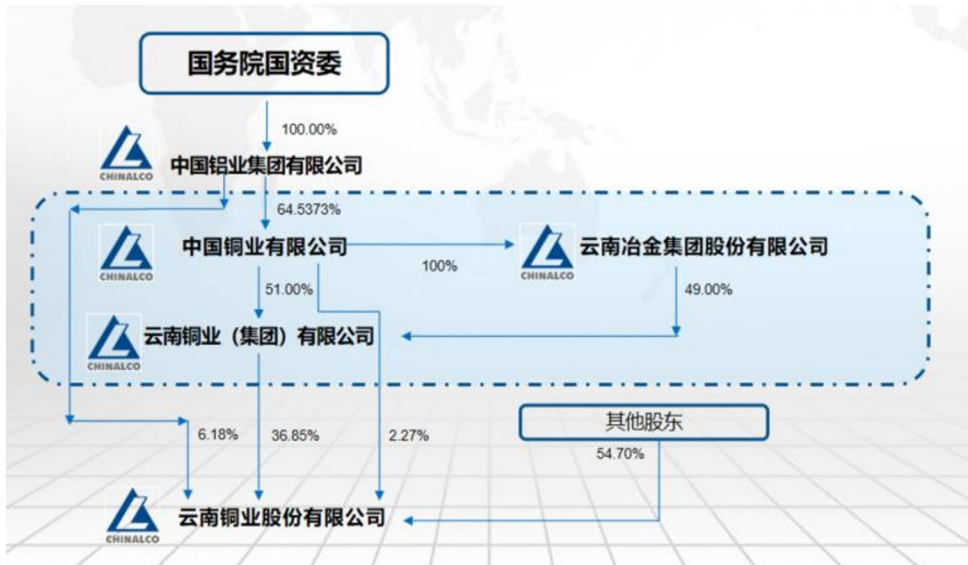 国务院国资委
100.00%
CHINALCO
中国铝业集团有限公司
64.5373%
CHINALCO
中国铜业有限公司
100%
CHINALCO
云南冶金集团股份有限公司
51.00%
49.00%
CHINALCO
云南铜业（集团）有限公司
其他股东
6.18%
36.85%
2.27%
54.70%
CHINALCO
云南铜业股份有限公司